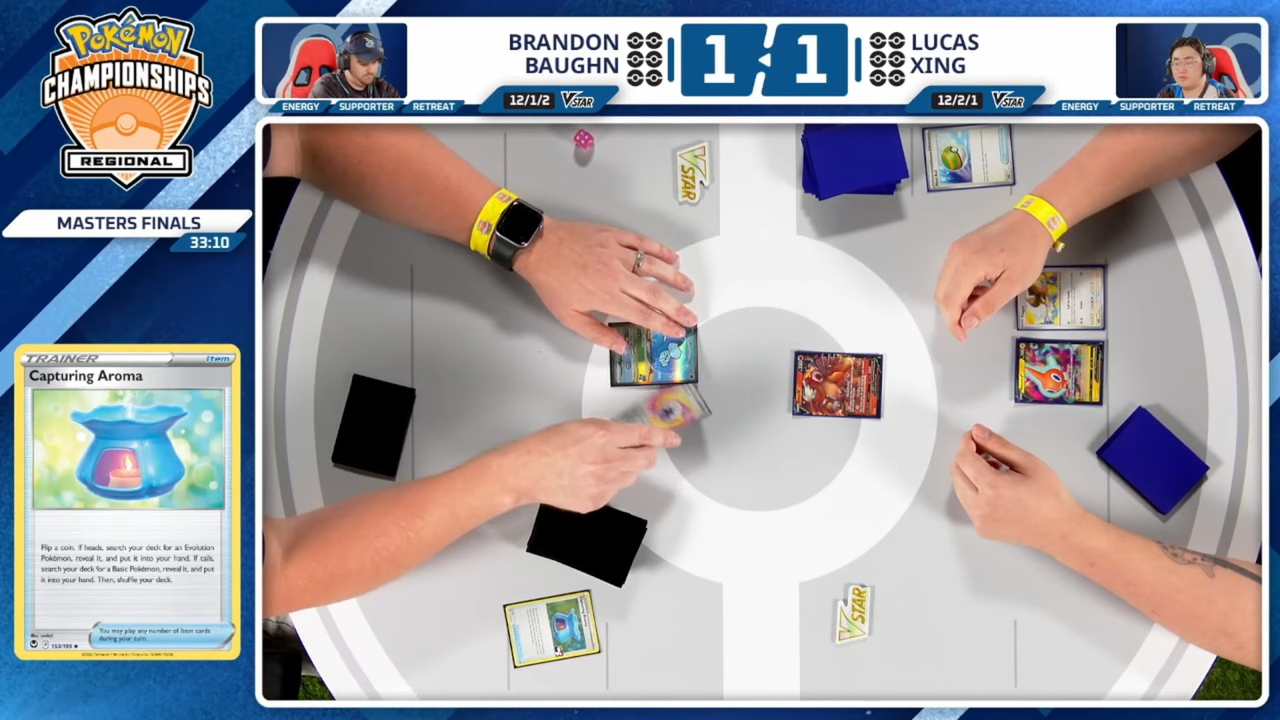 POKÉMON
CHAMPIONSHIPS
REGIONAL
MASTERS FINALS
33:10
BRANDON
BAUGHN
1 1
LUCAS
XING
ENERGY SUPPORTER RETREAT
12/1/2 VSTAR
12/2/1 VSTAR
ENERGY SUPPORTER RETREAT
TRAINER Item
Capturing Aroma
Flip a coin. If heads, search your deck for an Evolution
Pokémon, reveal it, and put it into your hand. If tails,
search your deck for a Basic Pokémon, reveal it, and put
it into your hand. Then, shuffle your deck.
You may play any number of Item cards
during your turn.
153/195
VSTAR
VSTAR